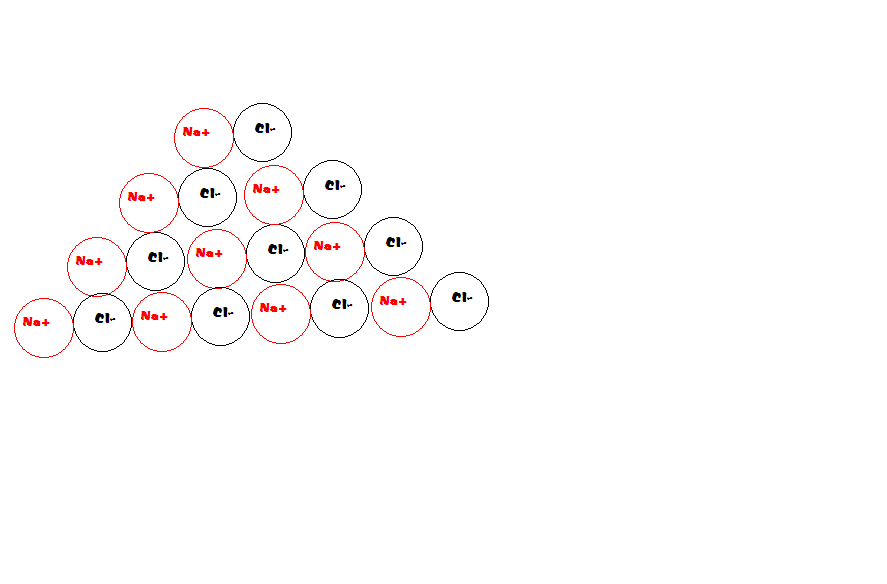 Na+ Cl-
Na+ Cl- Na+ Cl-
Na+ Cl- Na+ Cl- Na+ Cl-
Na+ Cl- Na+ Cl- Na+ Cl- Na+ Cl-